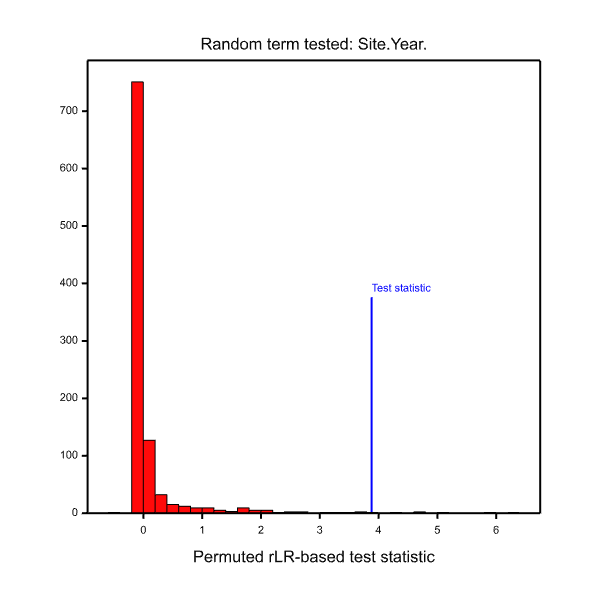 Random term tested: Site.Year.
700
600
500
400
Test statistic
300
200
100
0
0 1 2 3 4 5 6
Permuted rLR-based test statistic